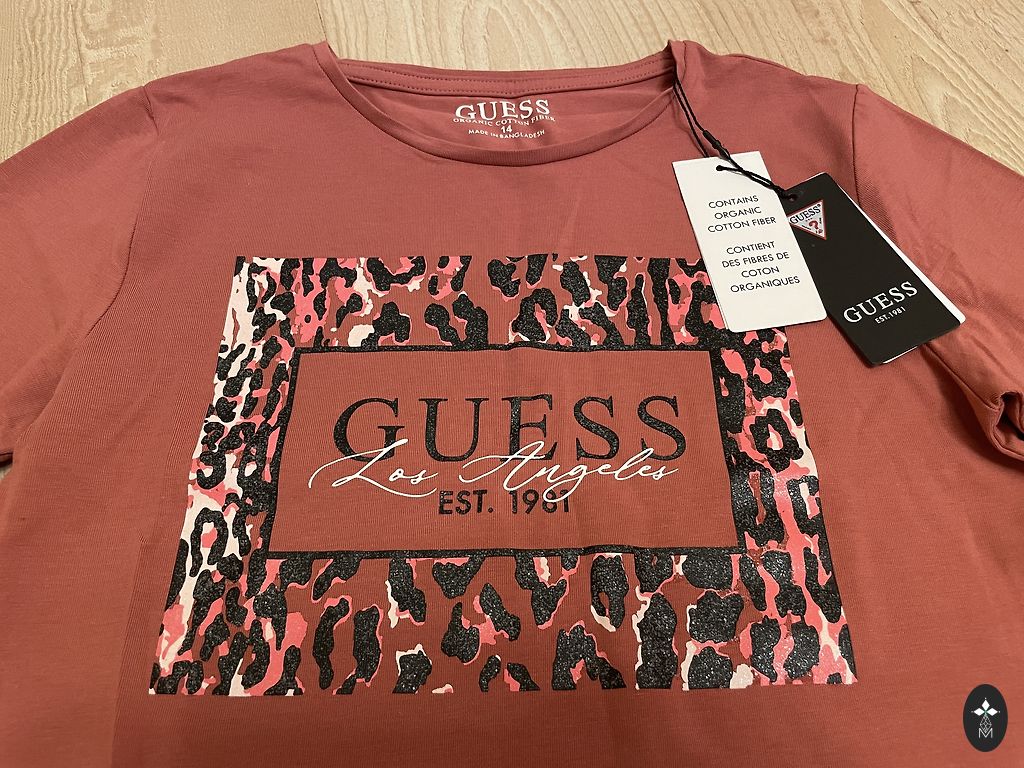 GUESS
ORGANIC COTTON FIBER
14
MADE IN BANGLADESH
CONTAINS
ORGANIC
COTTON FIBER
CONTIENT
DES FIBRES DE
COTON
ORGANIQUES
GUESS
?
GUESS
EST. 1981
GUESS
Los Angeles
EST. 1981
M